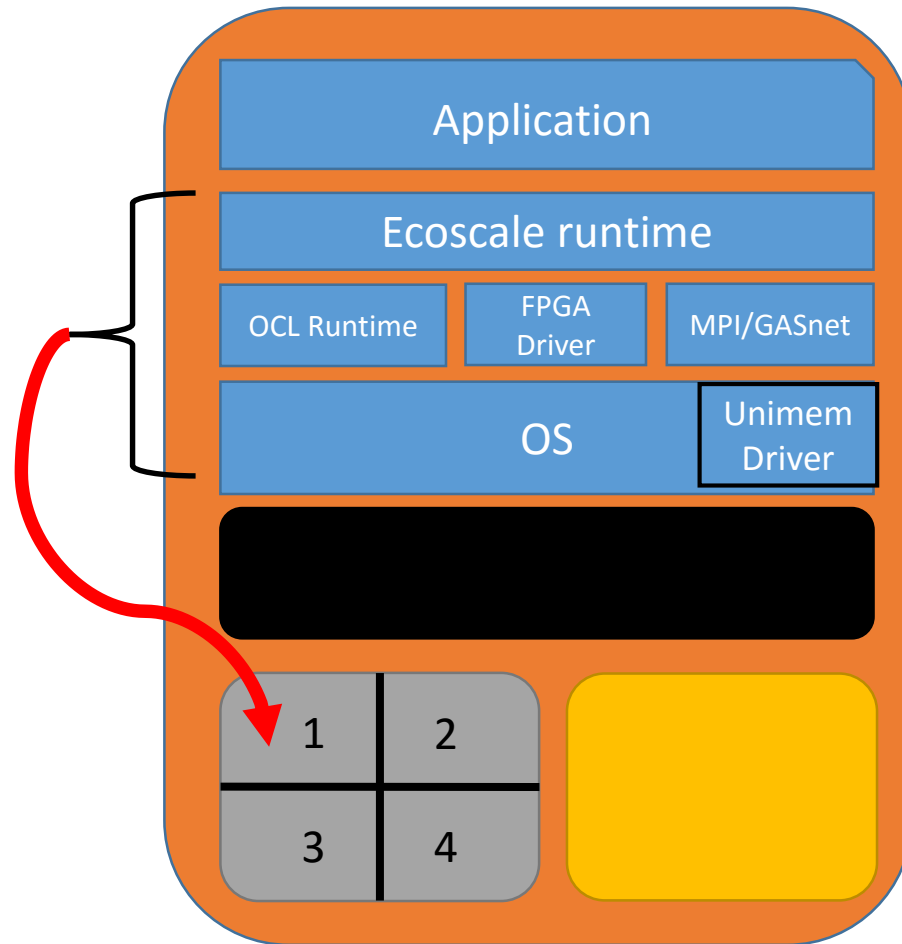 Application
Ecoscale runtime
OCL Runtime
FPGA
Driver
MPI/GASnet
OS
Unimem
Driver
1
2
3
4